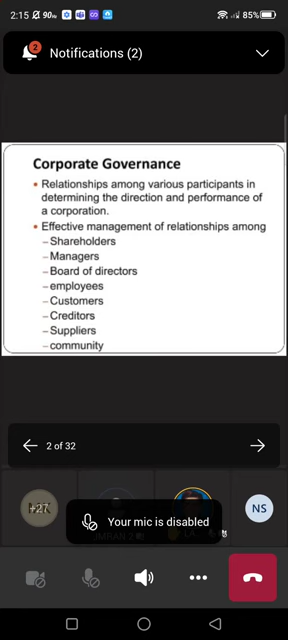 2:15
85%
2
Notifications (2)
Corporate Governance
• Relationships among various participants in
determining the direction and performance of
a corporation.
• Effective management of relationships among
– Shareholders
– Managers
– Board of directors
– employees
– Customers
– Creditors
– Suppliers
– community
2 of 32
+27
NS
Your mic is disabled